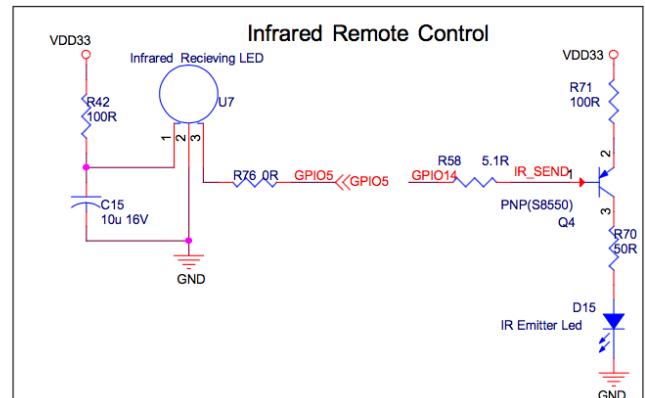 Infrared Remote Control
VDD33
Infrared Recieving LED
VDD33
U7
R42
100R
R71
100R
1
2
3
R76 0R
GPIO5
GPIO5
GPIO14
R58 5.1R
IR_SEND
1
2
3
C15
10u 16V
PNP(S8550)
Q4
R70
50R
GND
D15
IR Emitter Led
GND